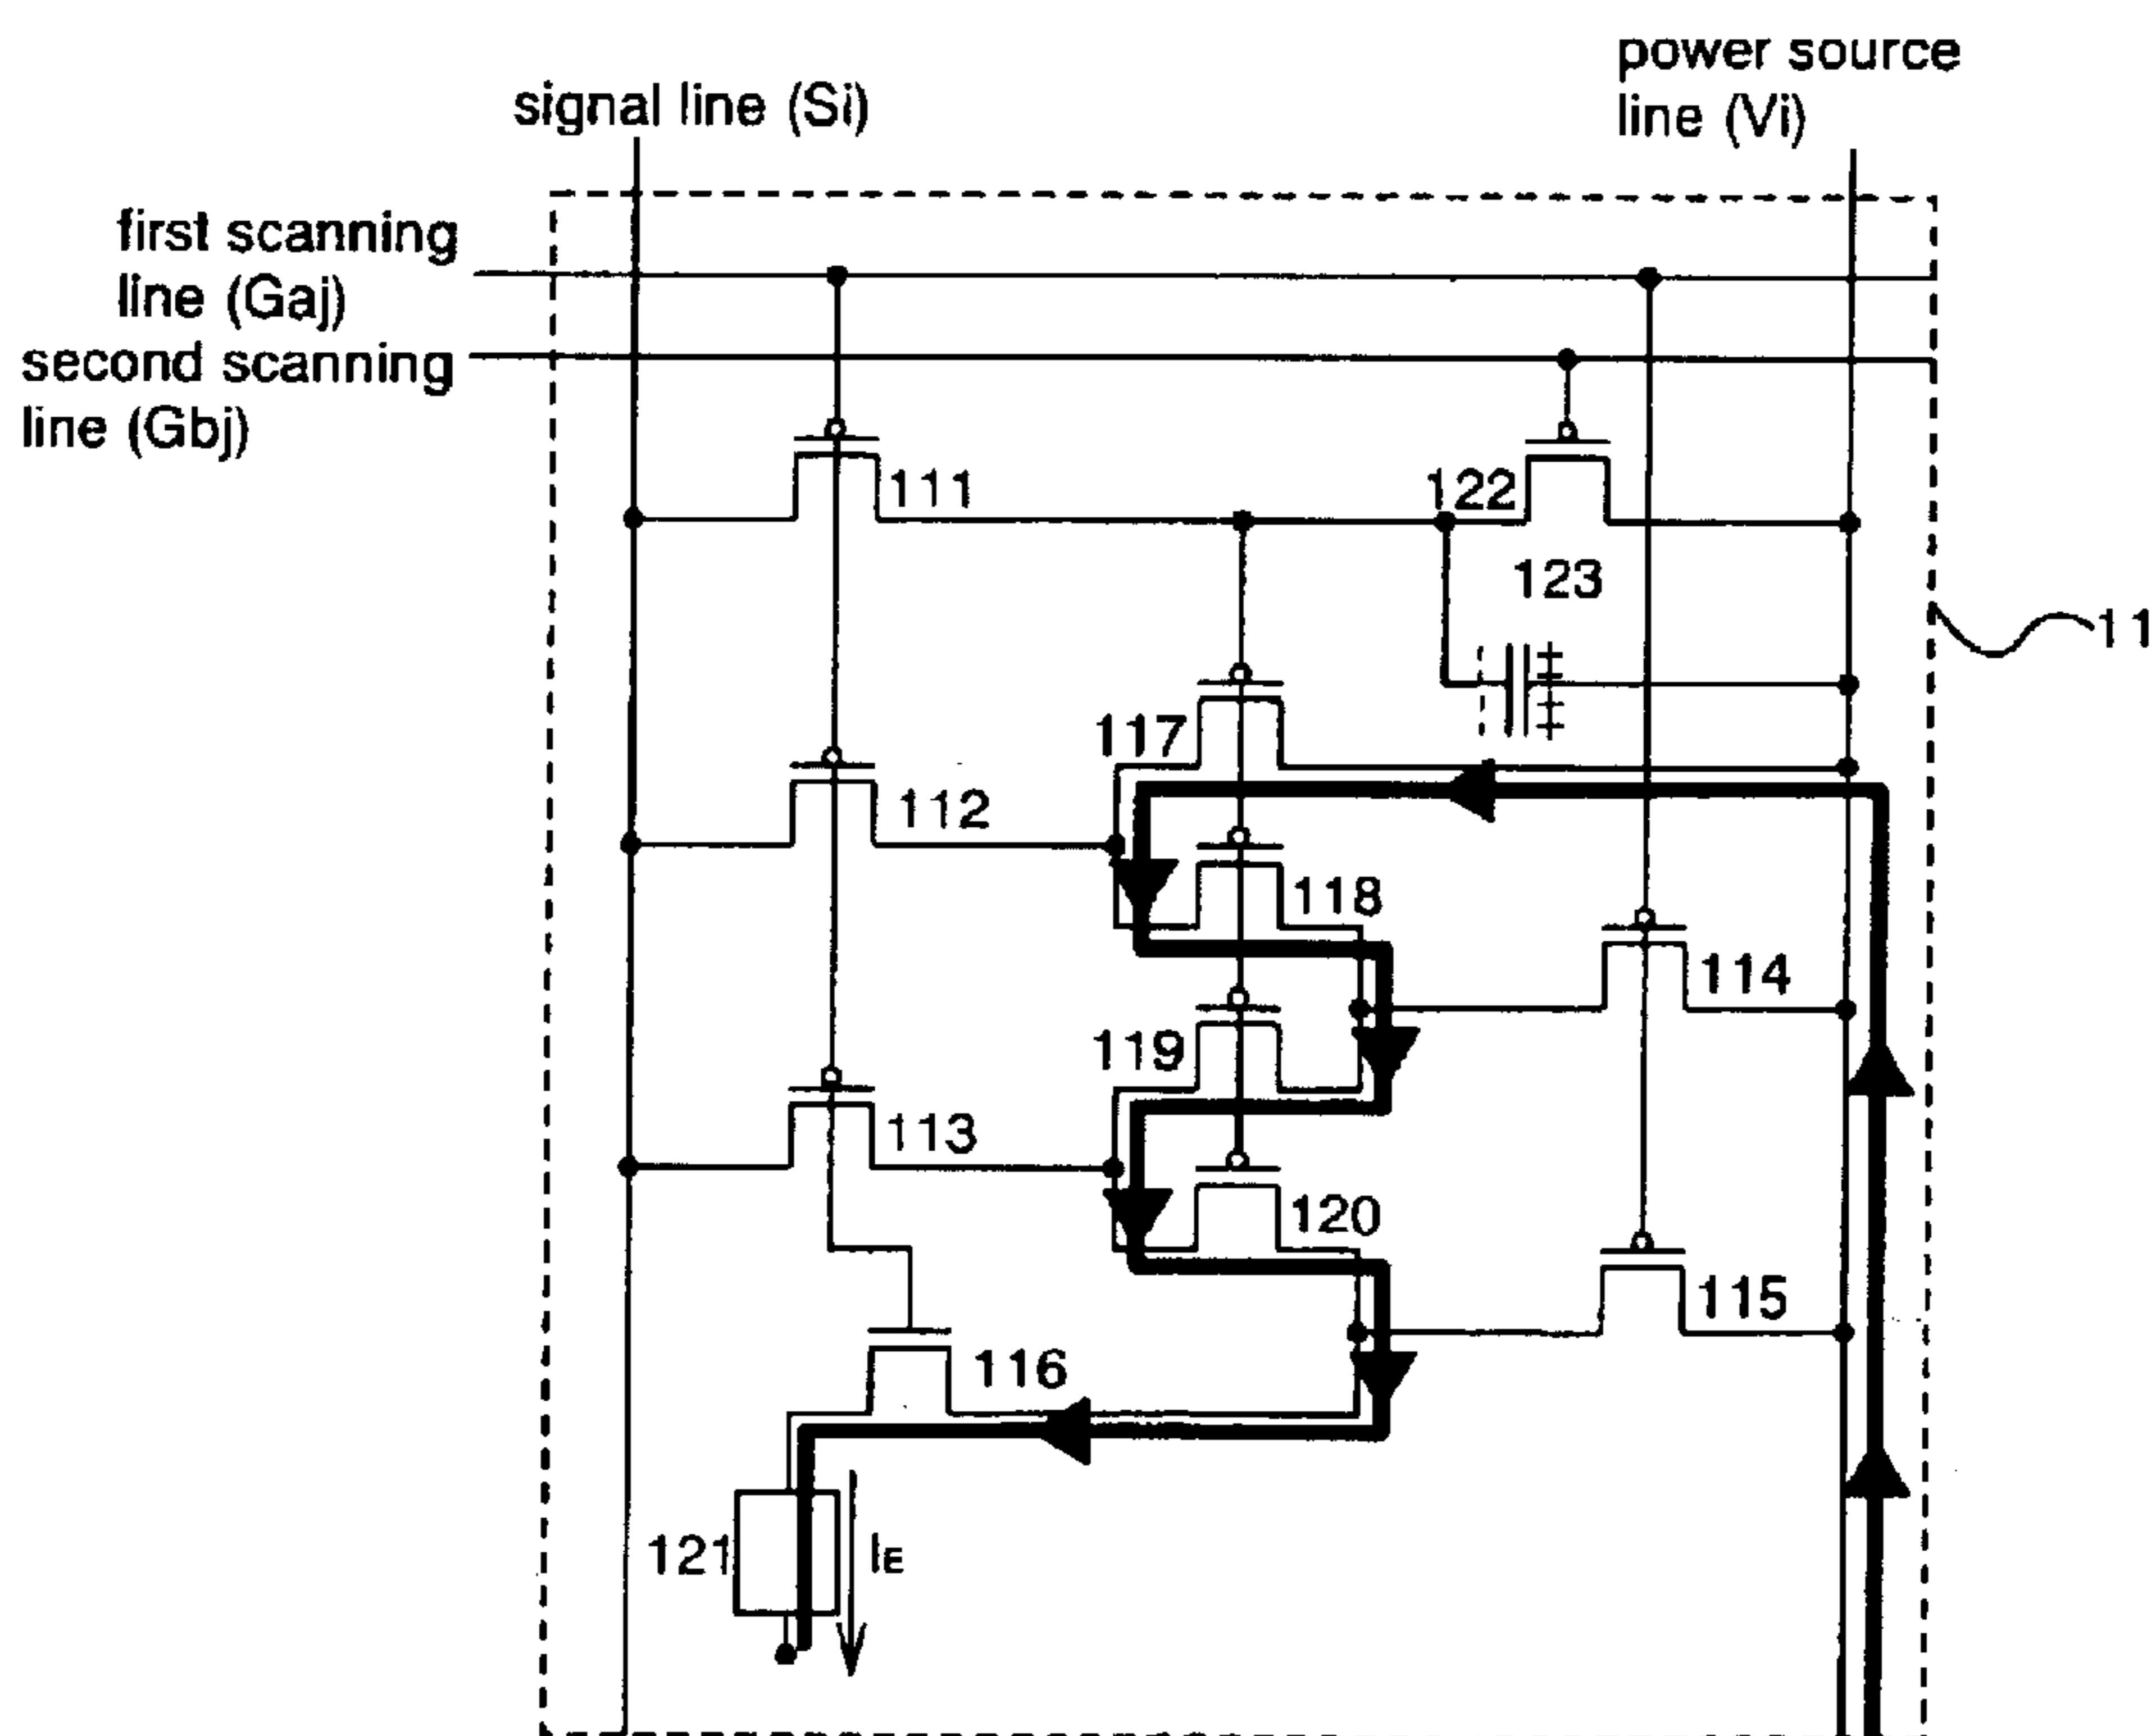 power source
line (Vi)
signal line (Si)
first scanning
line (Gaj)
second scanning
line (Gbj)
111
122
123
11
117
112
118
114
119
113
120
115
116
121
IE